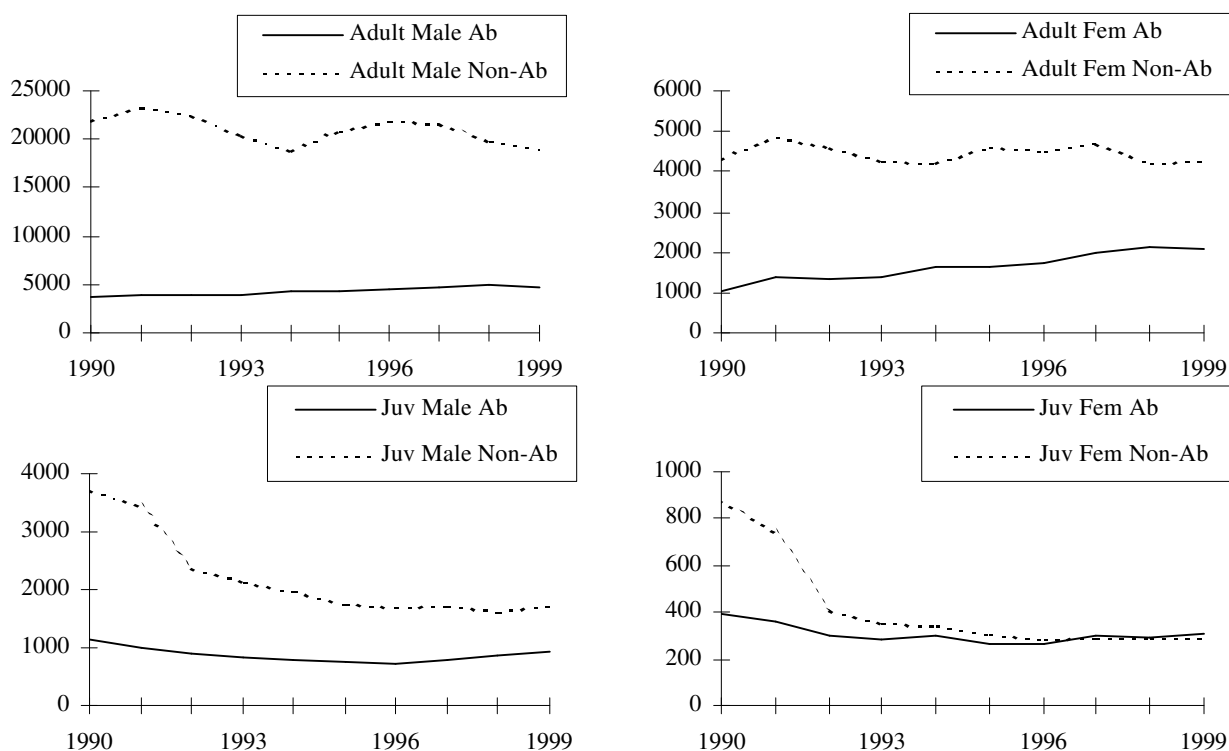 Adult Male Ab
Adult Male Non-Ab
25000
20000
15000
10000
5000
0
1990 1993 1996 1999
Adult Fem Ab
Adult Fem Non-Ab
6000
5000
4000
3000
2000
1000
0
1990 1993 1996 1999
Juv Male Ab
Juv Male Non-Ab
4000
3000
2000
1000
0
1990 1993 1996 1999
Juv Fem Ab
Juv Fem Non-Ab
1000
800
600
400
200
0
1990 1993 1996 1999